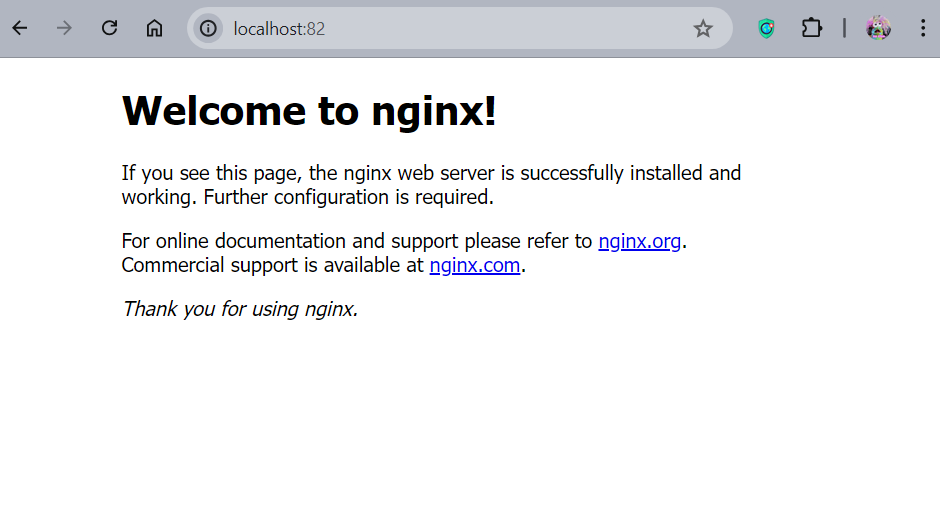 localhost:82
Welcome to nginx!
If you see this page, the nginx web server is successfully installed and
working. Further configuration is required.
For online documentation and support please refer to nginx.org.
Commercial support is available at nginx.com.
Thank you for using nginx.